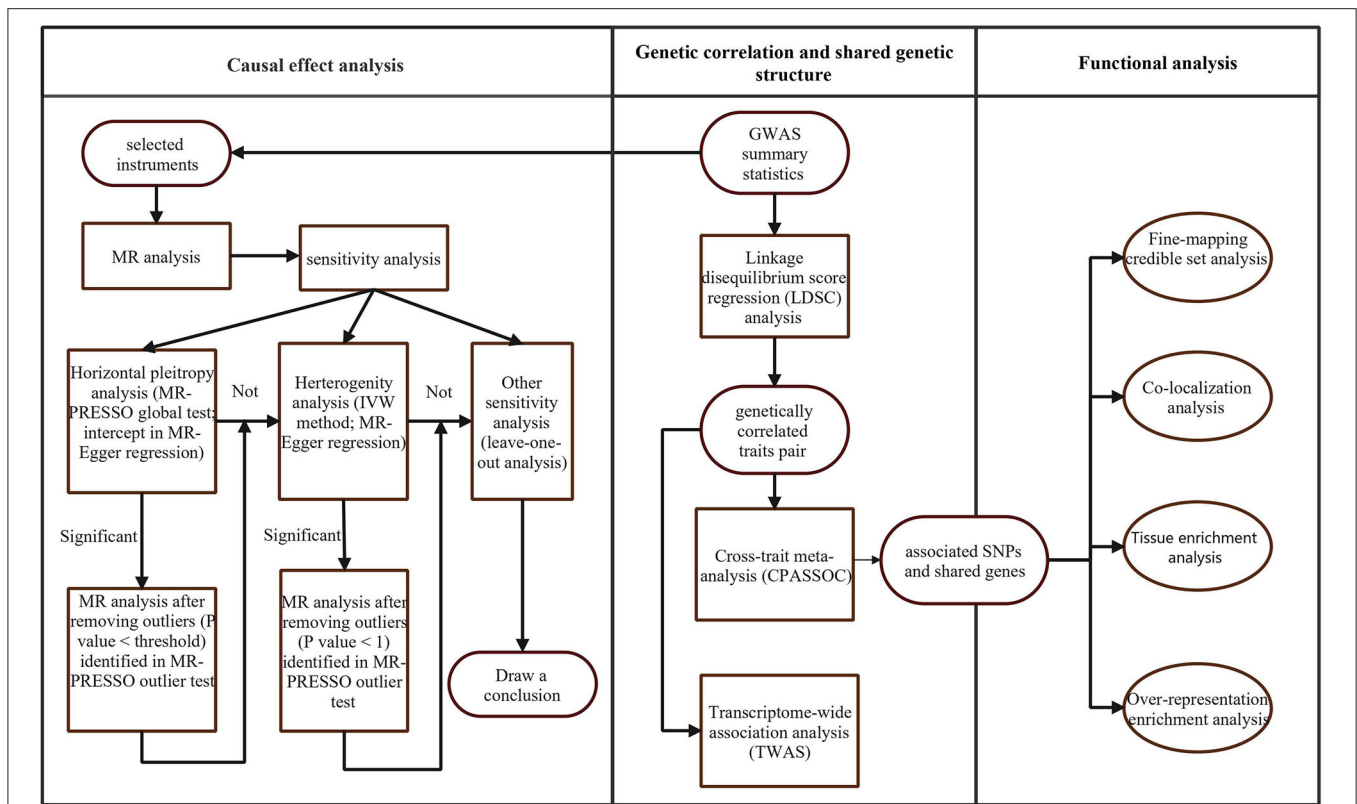 Causal effect analysis
Genetic correlation and shared genetic
structure
Functional analysis
selected
instruments
MR analysis
sensitivity analysis
Horizontal pleitropy
analysis (MR-
PRESSO global test;
intercept in MR-
Egger regression)
Not
Herterogenity
analysis (IVW
method; MR-
Egger regression)
Not
Other
sensitivity
analysis
(leave-one-
out analysis)
Significant
Significant
MR analysis after
removing outliers (P
value < threshold)
identified in MR-
PRESSO outlier test
MR analysis after
removing outliers
(P value < 1)
identified in MR-
PRESSO outlier
test
Draw a
conclusion
GWAS
summary
statistics
Linkage
disequilibrium score
regression (LDSC)
analysis
genetically
correlated
traits pair
Cross-trait meta-
analysis (CPASSOC)
Transcriptome-wide
association analysis
(TWAS)
associated SNPs
and shared genes
Fine-mapping
credible set analysis
Co-localization
analysis
Tissue enrichment
analysis
Over-representation
enrichment analysis